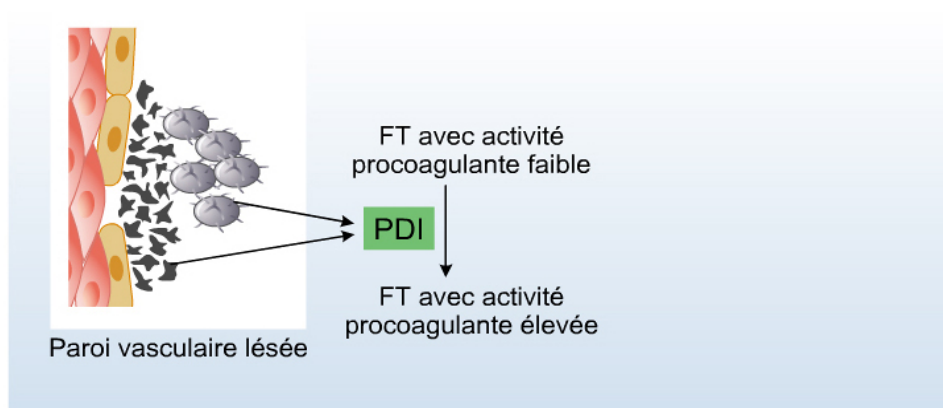 FT avec activité
procoagulante faible
PDI
FT avec activité
procoagulante élevée
Paroi vasculaire lésée